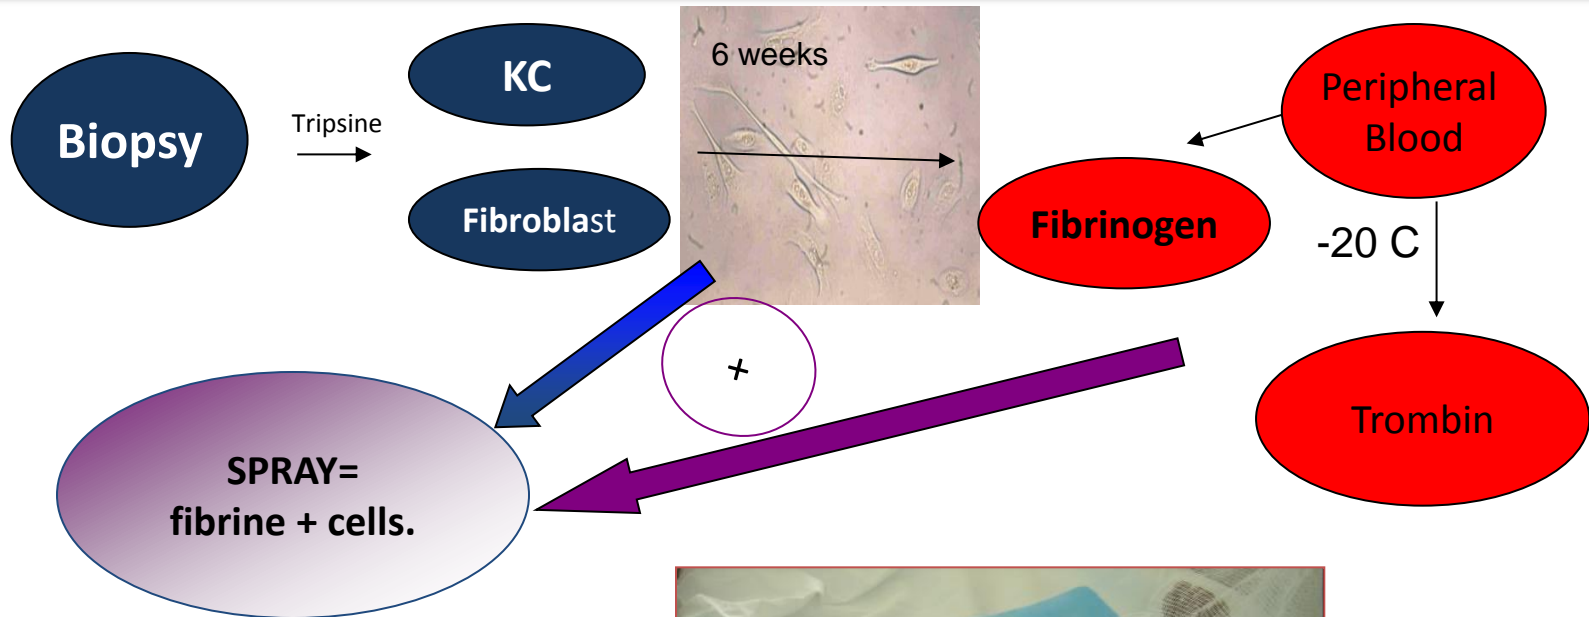 Biopsy
Tripsine
KC
Fibroblast
6 weeks
Peripheral
Blood
Fibrinogen
-20 C
Trombin
+
SPRAY=
fibrine + cells.